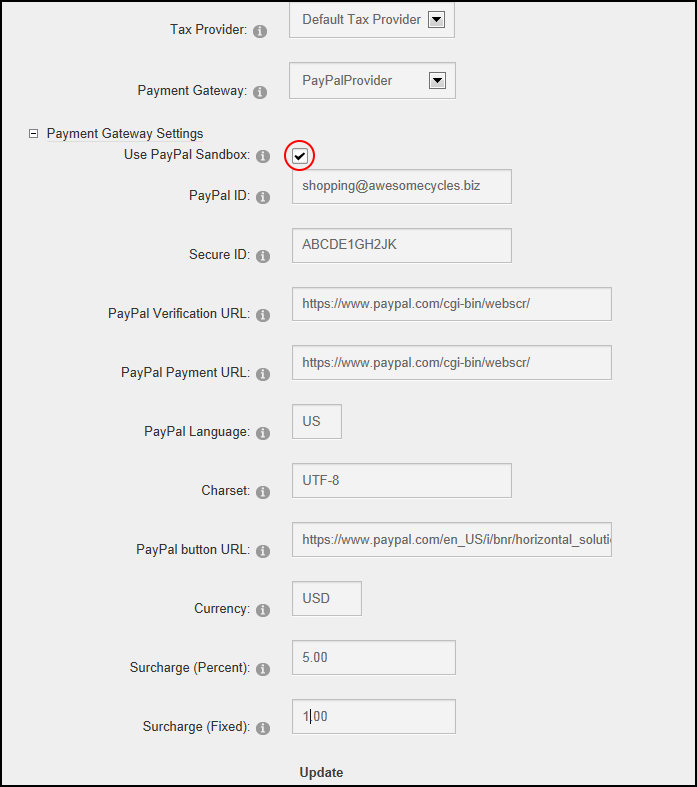 Tax Provider: Default Tax Provider
Payment Gateway: PayPalProvider
Payment Gateway Settings
Use PayPal Sandbox:
PayPal ID: shopping@awesomecycles.biz
Secure ID: ABCDE1GH2JK
PayPal Verification URL: https://www.paypal.com/cgi-bin/webscr/
PayPal Payment URL: https://www.paypal.com/cgi-bin/webscr/
PayPal Language: US
Charset: UTF-8
PayPal button URL: https://www.paypal.com/en_US/i/bnr/horizontal_soluti
Currency: USD
Surcharge (Percent): 5.00
Surcharge (Fixed): 1.00
Update